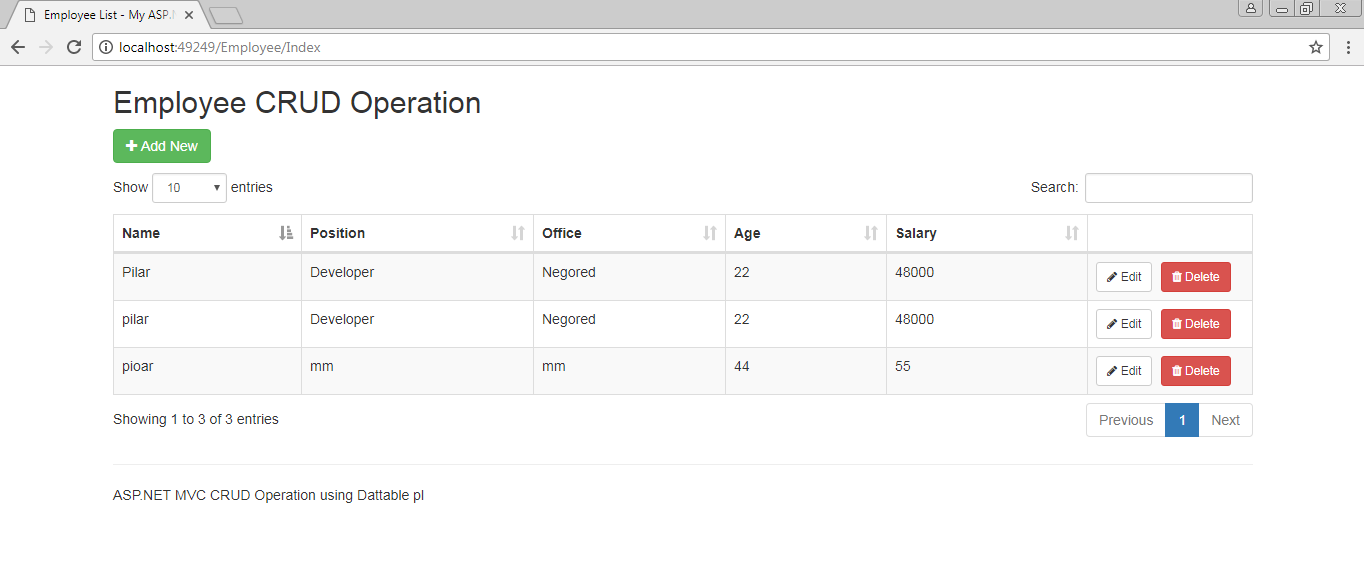 Employee List - My ASP.N
localhost:49249/Employee/Index
Employee CRUD Operation
Add New
Show 10 entries Search:
Name Position Office Age Salary
Pilar Developer Negored 22 48000 Edit Delete
pilar Developer Negored 22 48000 Edit Delete
pioar mm mm 44 55 Edit Delete
Showing 1 to 3 of 3 entries Previous 1 Next
ASP.NET MVC CRUD Operation using Dattable pl